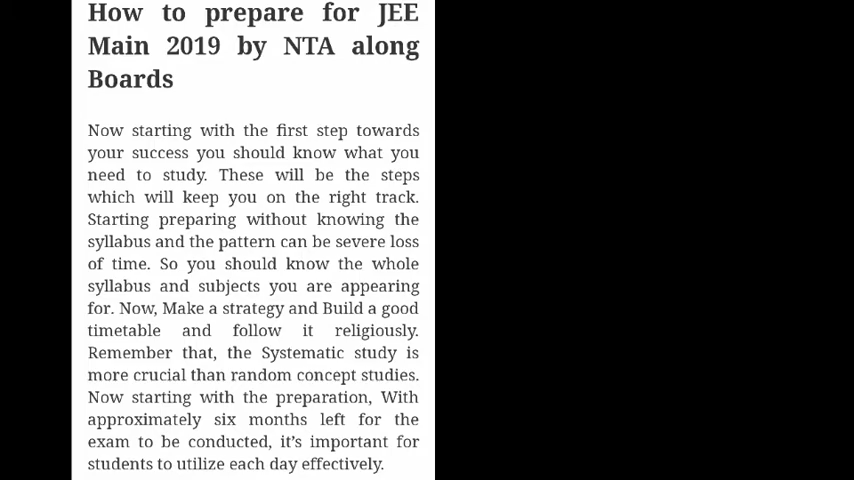 How to prepare for JEE
Main 2019 by NTA along
Boards
Now starting with the first step towards
your success you should know what you
need to study. These will be the steps
which will keep you on the right track.
Starting preparing without knowing the
syllabus and the pattern can be severe loss
of time. So you should know the whole
syllabus and subjects you are appearing
for. Now, Make a strategy and Build a good
timetable and follow it religiously.
Remember that, the Systematic study is
more crucial than random concept studies.
Now starting with the preparation, With
approximately six months left for the
exam to be conducted, it’s important for
students to utilize each day effectively.